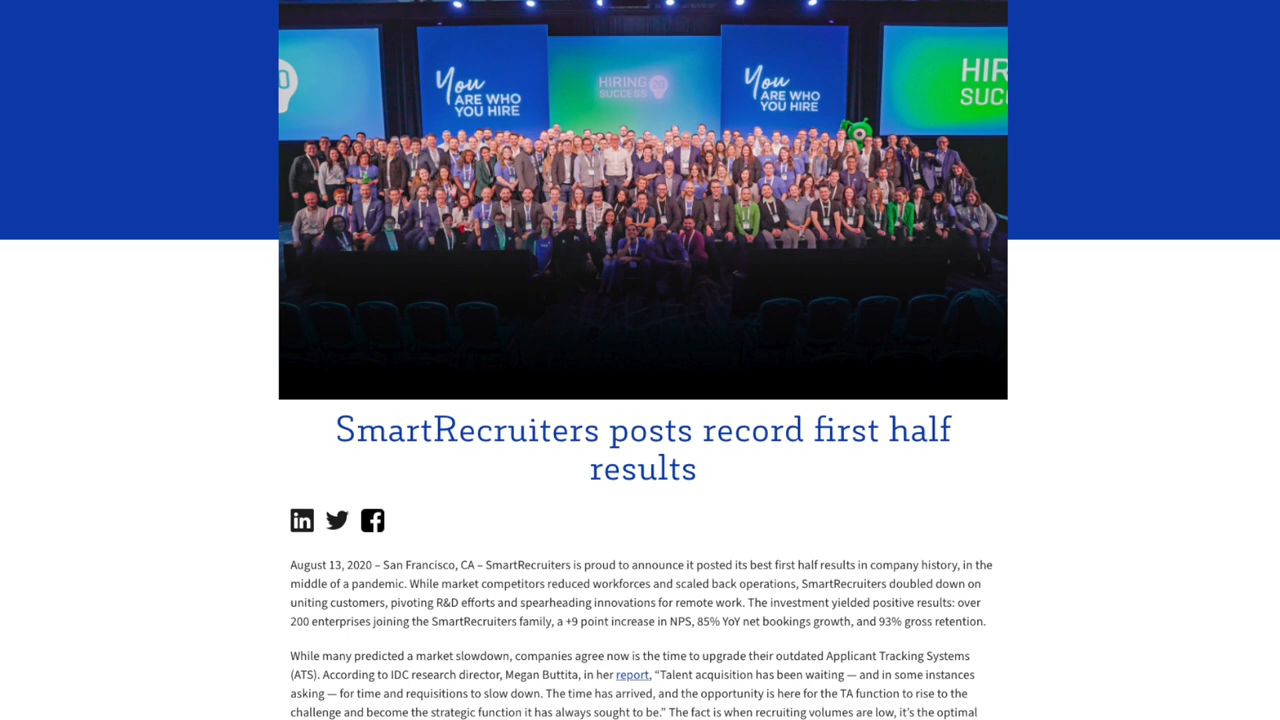 You
ARE WHO
YOU HIRE
HIRING
SUCCESS 20
You
ARE WHO
YOU HIRE
HIR
SUCC
SmartRecruiters posts record first half
results
August 13, 2020 – San Francisco, CA – SmartRecruiters is proud to announce it posted its best first half results in company history, in the
middle of a pandemic. While market competitors reduced workforces and scaled back operations, SmartRecruiters doubled down on
uniting customers, pivoting R&D efforts and spearheading innovations for remote work. The investment yielded positive results: over
200 enterprises joining the SmartRecruiters family, a +9 point increase in NPS, 85% YoY net bookings growth, and 93% gross retention.
While many predicted a market slowdown, companies agree now is the time to upgrade their outdated Applicant Tracking Systems
(ATS). According to IDC research director, Megan Buttita, in her report, “Talent acquisition has been waiting — and in some instances
asking — for time and requisitions to slow down. The time has arrived, and the opportunity is here for the TA function to rise to the
challenge and become the strategic function it has always sought to be.” The fact is when recruiting volumes are low, it’s the optimal